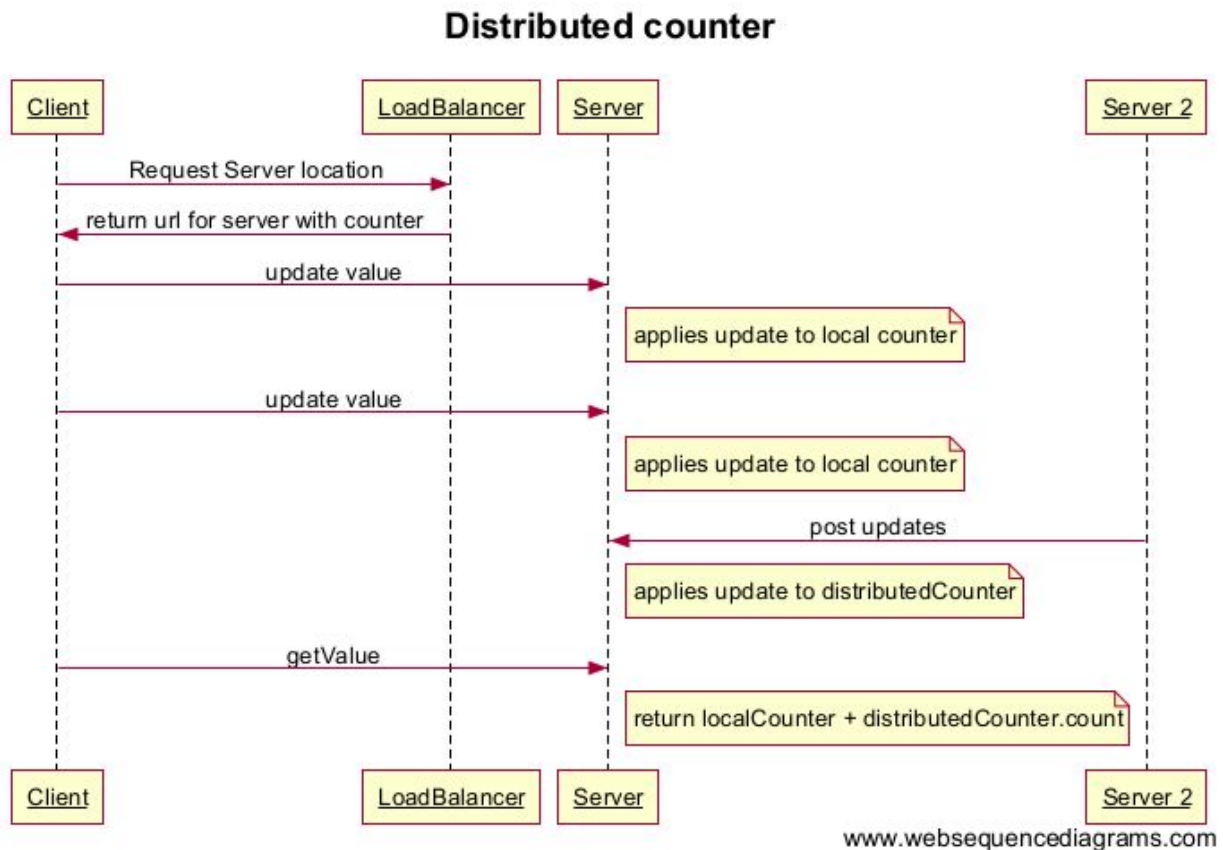 Distributed counter
Client
LoadBalancer
Server
Server 2
Request Server location
return url for server with counter
update value
applies update to local counter
update value
applies update to local counter
post updates
applies update to distributedCounter
getValue
return localCounter + distributedCounter.count
Client
LoadBalancer
Server
Server 2
www.websequencediagrams.com